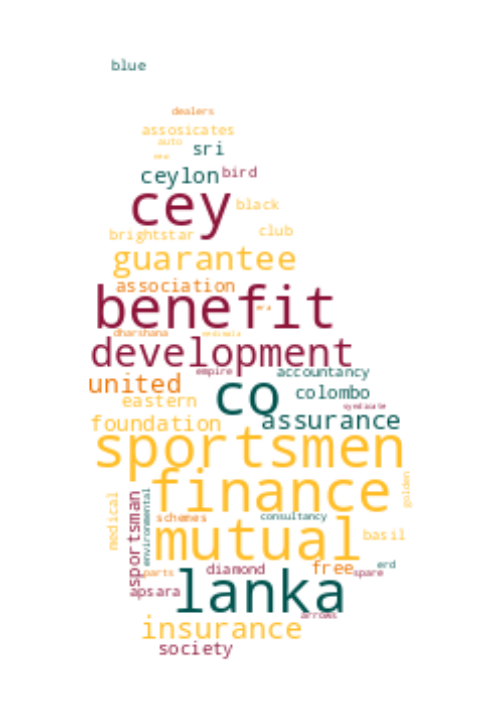 blue
dealers
assosicates
auto
sri
ceylon bird
cey black
brightstar club
guarantee
association
benefit
dharshana
development
empire accountancy
united co colombo
eastern syndicate
foundation assurance
sportsmen
finance golden
medical sportsman environmental
schemes consultancy
mutual basil
parts diamond free spare erd
apsara lanka
arrows
insurance
society